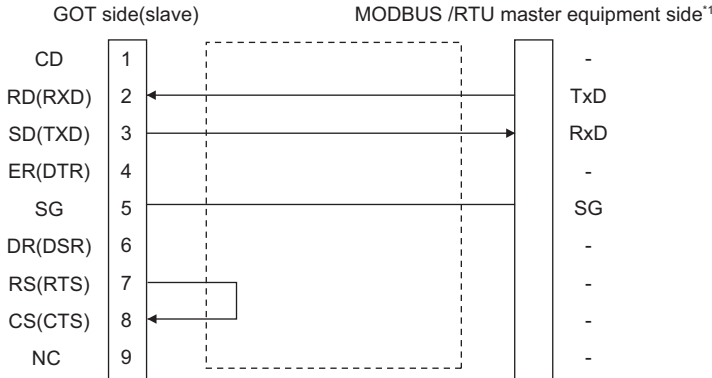 GOT side(slave) MODBUS /RTU master equipment side*1
CD 1 -
RD(RXD) 2 TxD
SD(TXD) 3 RxD
ER(DTR) 4 -
SG 5 SG
DR(DSR) 6 -
RS(RTS) 7 -
CS(CTS) 8 -
NC 9 -